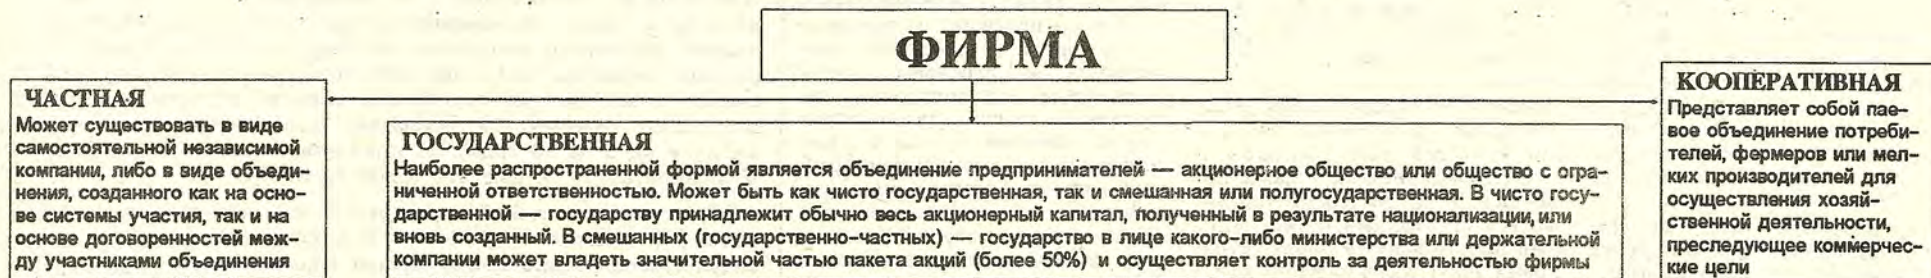 ФИРМА
ЧАСТНАЯ
Может существовать в виде
самостоятельной независимой
компании, либо в виде объеди-
нения, созданного как на осно-
ве системы участия, так и на
основе договоренностей меж-
ду участниками объединения
ГОСУДАРСТВЕННАЯ
Наиболее распространенной формой является объединение предпринимателей — акционерное общество или общество с огра-
ниченной ответственностью. Может быть как чисто государственная, так и смешанная или полугосударственная. В чисто госу-
дарственной — государству принадлежит обычно весь акционерный капитал, полученный в результате национализации, или
вновь созданный. В смешанных (государственно-частных) — государство в лице какого-либо министерства или держательной
компании может владеть значительной частью пакета акций (более 50%) и осуществляет контроль за деятельностью фирмы
КООПЕРАТИВНАЯ
Представляет собой пае-
вое объединение потреби-
телей, фермеров или мел-
ких производителей для
осуществления хозяй-
ственной деятельности,
преследующее коммерчес-
кие цели